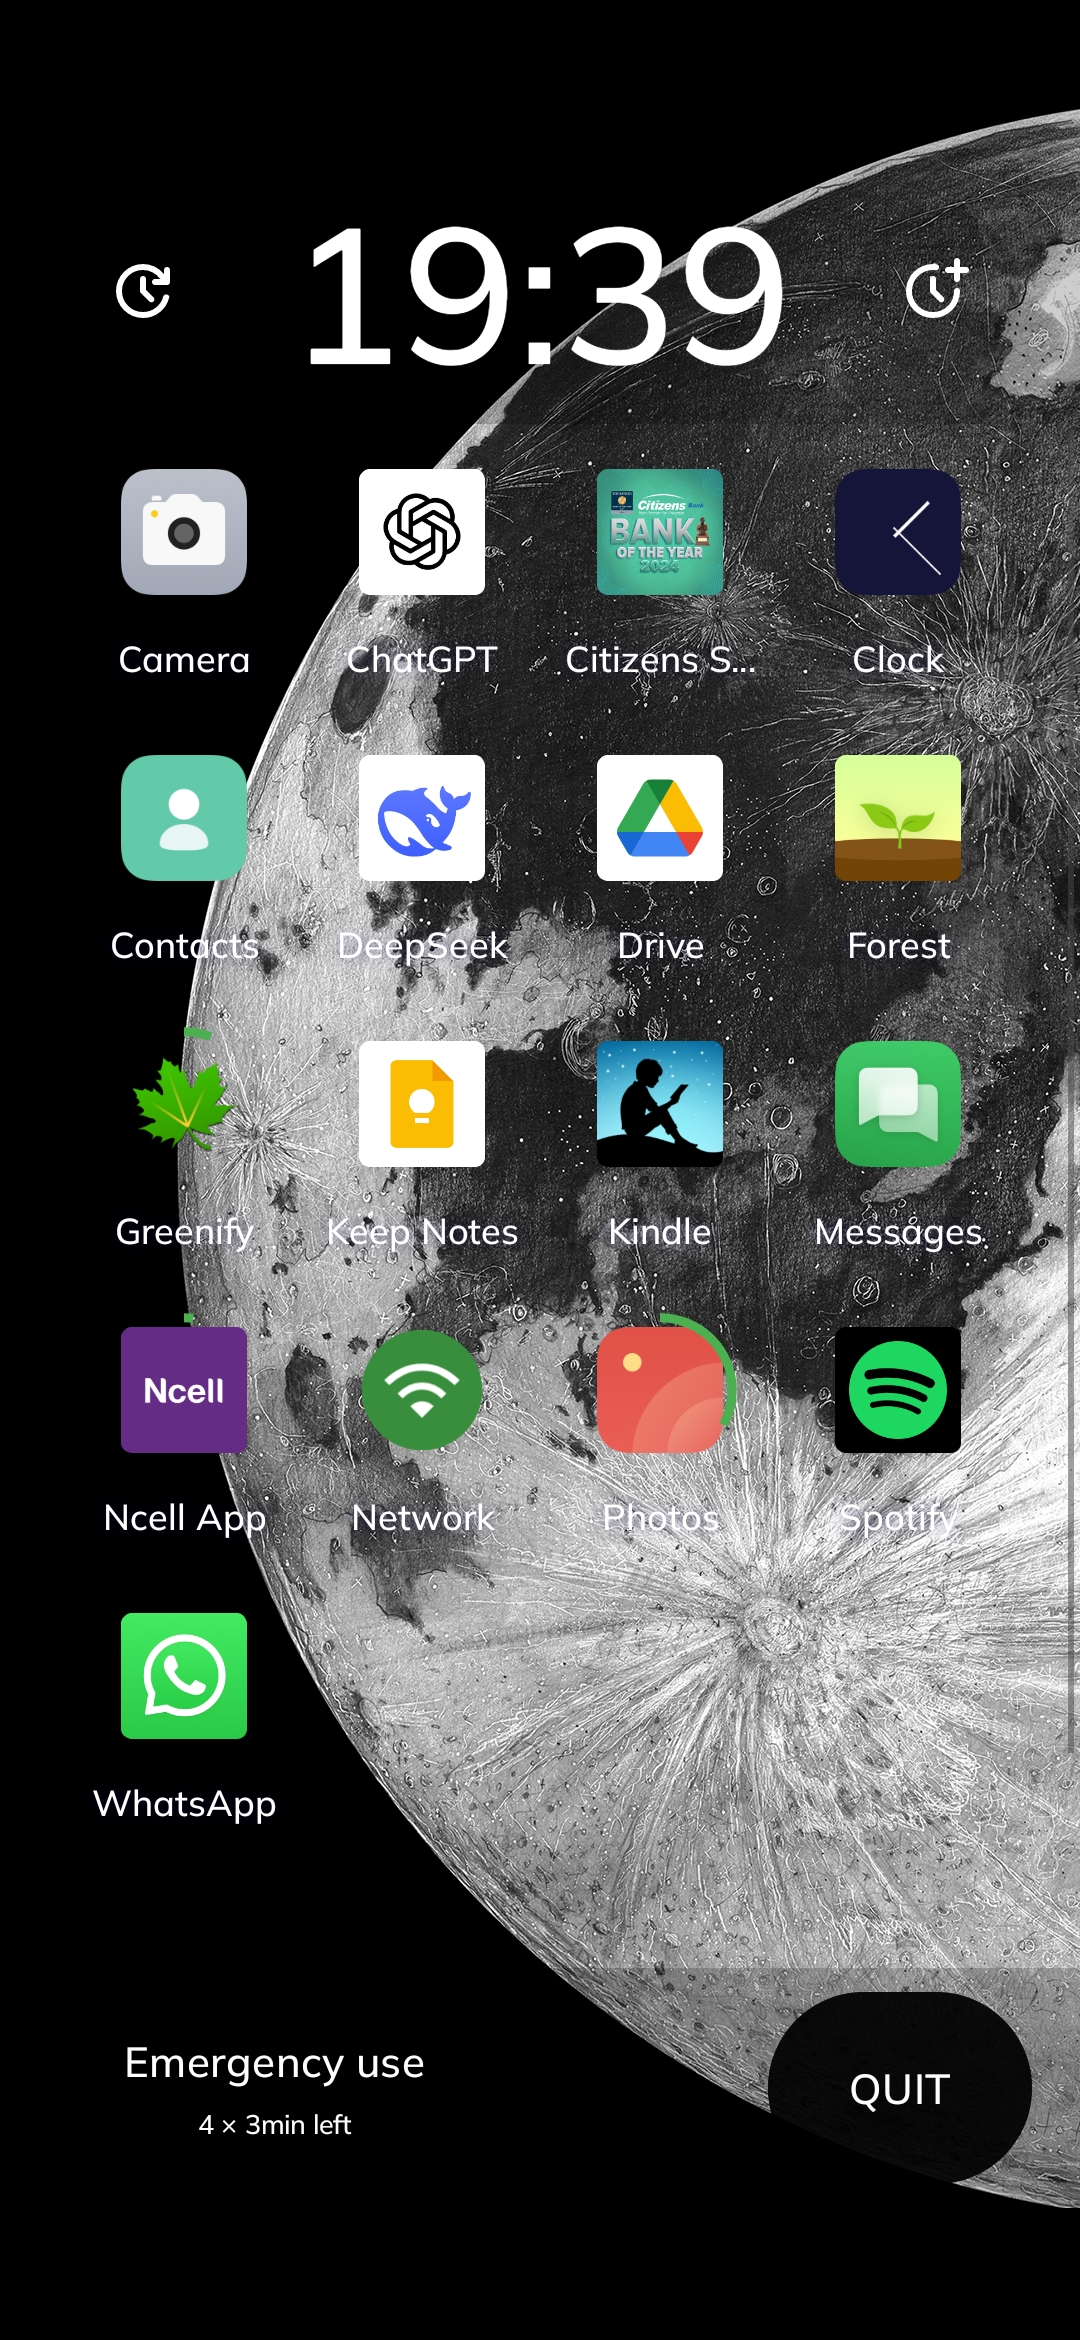 19:39
Citizens Bank
BANK
OF THE YEAR
2024
Camera
ChatGPT
Citizens S...
Clock
Contacts
DeepSeek
Drive
Forest
Greenify
Keep Notes
Kindle
Messages
Ncell
Ncell App
Network
Photos
Spotify
WhatsApp
Emergency use
4 × 3min left
QUIT